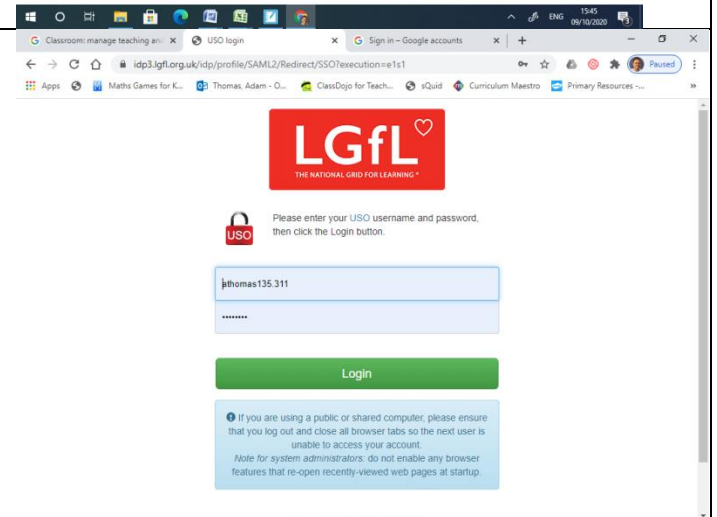 ENG
15:45
09/10/2020
Classroom: manage teaching an
USO login
Sign in – Google accounts
idp3.lgfl.org.uk/idp/profile/SAML2/Redirect/SSO?execution=e1s1
Paused
Apps
Maths Games for K...
Thomas, Adam - O...
ClassDojo for Teach...
sQuid
Curriculum Maestro
Primary Resources -...
LGfL
THE NATIONAL GRID FOR LEARNING
Please enter your USO username and password,
then click the Login button.
USO
athomas135.311
••••••••
Login
If you are using a public or shared computer, please ensure
that you log out and close all browser tabs so the next user is
unable to access your account.
Note for system administrators: do not enable any browser
features that re-open recently-viewed web pages at startup.